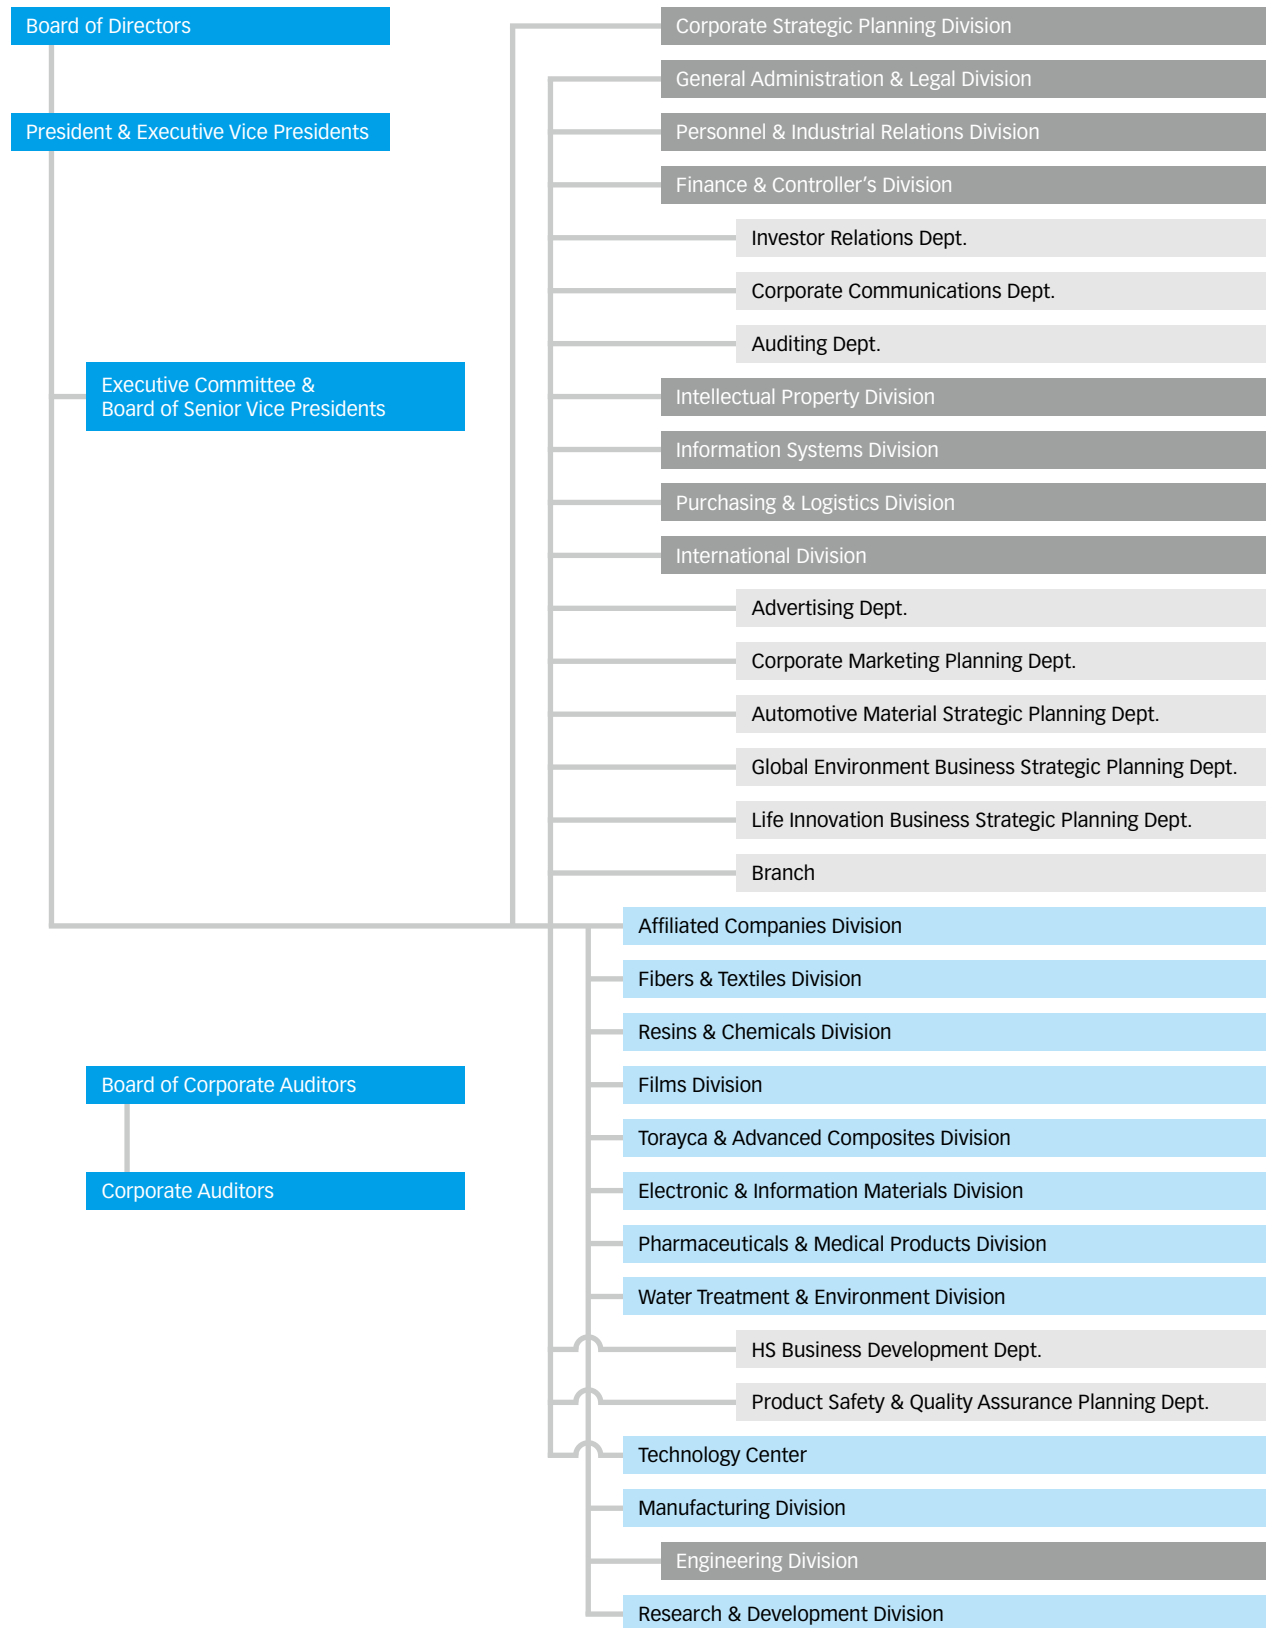 Board of Directors
President & Executive Vice Presidents
Executive Committee &
Board of Senior Vice Presidents
Board of Corporate Auditors
Corporate Auditors
Corporate Strategic Planning Division
General Administration & Legal Division
Personnel & Industrial Relations Division
Finance & Controller’s Division
Investor Relations Dept.
Corporate Communications Dept.
Auditing Dept.
Intellectual Property Division
Information Systems Division
Purchasing & Logistics Division
International Division
Advertising Dept.
Corporate Marketing Planning Dept.
Automotive Material Strategic Planning Dept.
Global Environment Business Strategic Planning Dept.
Life Innovation Business Strategic Planning Dept.
Branch
Affiliated Companies Division
Fibers & Textiles Division
Resins & Chemicals Division
Films Division
Torayca & Advanced Composites Division
Electronic & Information Materials Division
Pharmaceuticals & Medical Products Division
Water Treatment & Environment Division
HS Business Development Dept.
Product Safety & Quality Assurance Planning Dept.
Technology Center
Manufacturing Division
Engineering Division
Research & Development Division